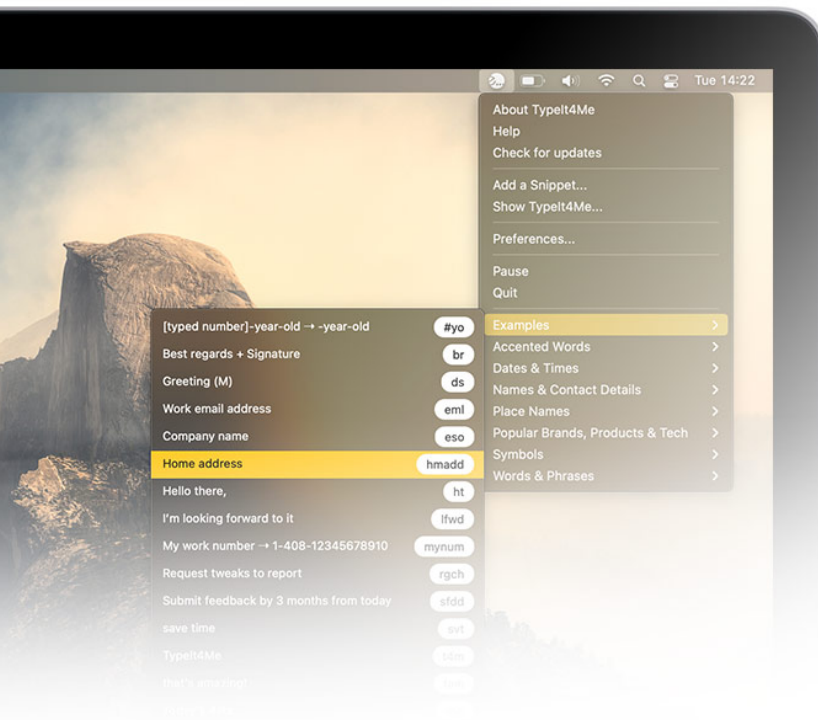 Tue 14:22
About TypeIt4Me
Help
Check for updates
Add a Snippet...
Show TypeIt4Me...
Preferences...
Pause
Quit
Examples
Accented Words
Dates & Times
Names & Contact Details
Place Names
Popular Brands, Products & Tech
Symbols
Words & Phrases
[typed number]-year-old → -year-old #yo
Best regards + Signature br
Greeting (M) ds
Work email address eml
Company name eso
Home address hmadd
Hello there, ht
I'm looking forward to it lfwd
My work number → 1-408-12345678910 mynum
Request tweaks to report rgch
Submit feedback by 3 months from today sfdd
save time svt
TypeIt4Me
that's amazing!